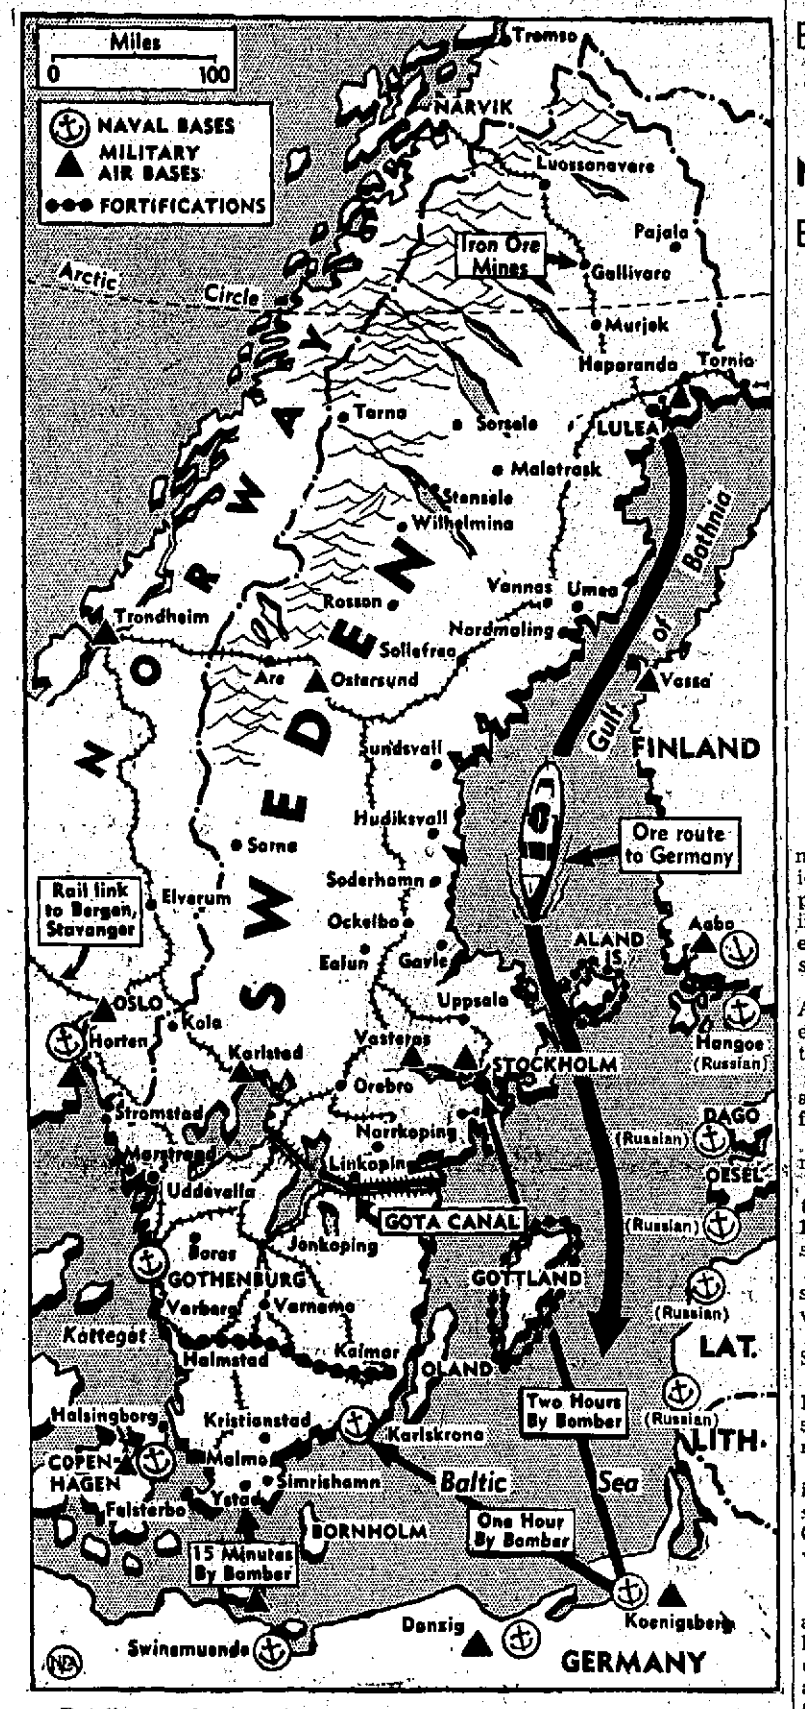 Miles
0 100
NAVAL BASES
MILITARY
AIR BASES
FORTIFICATIONS
Tromso
NARVIK
Luossanavare
Pajala
Iron Ore
Mines
Gallivare
Arctic Circle
Murjek
Haparanda
Tornio
NORWAY
Tarna
Sorsele
LULEA
Malatrask
Stensele
Wilhelmina
Gulf of Bothnia
SWEDEN
Vannas
Umea
Rosson
Trondheim
Nordmaling
Sollefrea
Are
Ostersund
Vassa
Sundsvall
FINLAND
Hudiksvall
Sarna
Ore route
to Germany
Rail link
to Bergen,
Stavanger
Elverum
Soderhamn
Ockelbo
Aabo
ALAND
IS.
Ealun
Gavle
OSLO
Uppsala
Kola
Horten
Hangoe
(Russian)
Vasteras
Karlstad
STOCKHOLM
Orebro
Stromstad
DAGO
(Russian)
Norrkoping
Marstrand
Linkoping
OESEL
Uddevalla
GOTA CANAL
(Russian)
Boras
Jonkoping
GOTHENBURG
GOTTLAND
(Russian)
Varberg
Varnamo
Kattegat
LAT.
Halmstad
Kalmar
OLAND
Two Hours
By Bomber
(Russian)
Halsingborg
Kristianstad
Karlskrona
LITH.
COPEN-
HAGEN
Malmo
Simrishamn
Baltic Sea
Falsterbo
Ystad
BORNHOLM
One Hour
By Bomber
15 Minutes
By Bomber
Koenigsberg
Danzig
Swinemuende
GERMANY
NEA